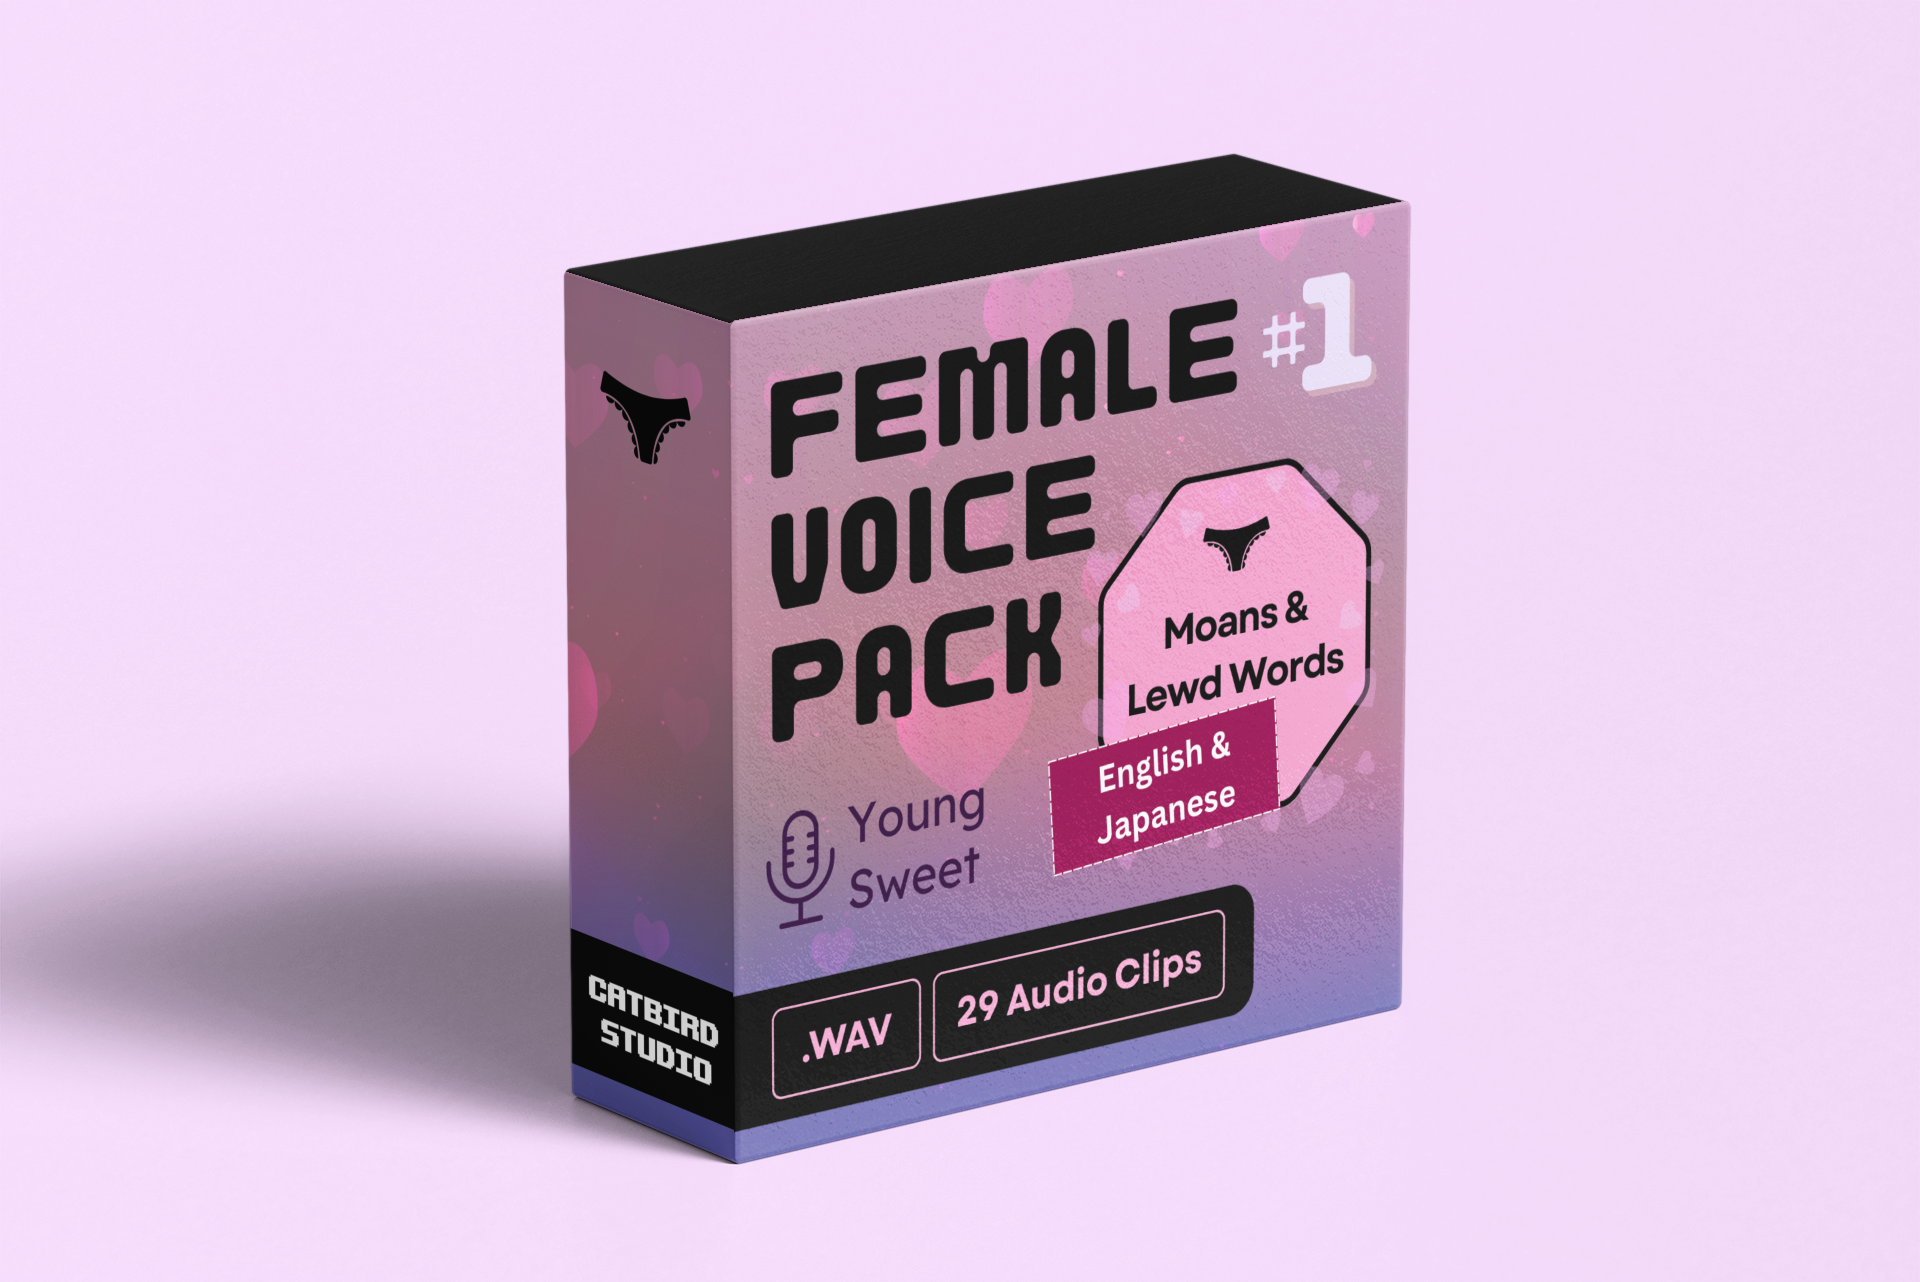 FEMALE #1
VOICE
PACK
Moans &
Lewd Words
English &
Japanese
Young
Sweet
.WAV
29 Audio Clips
CATBIRD
STUDIO